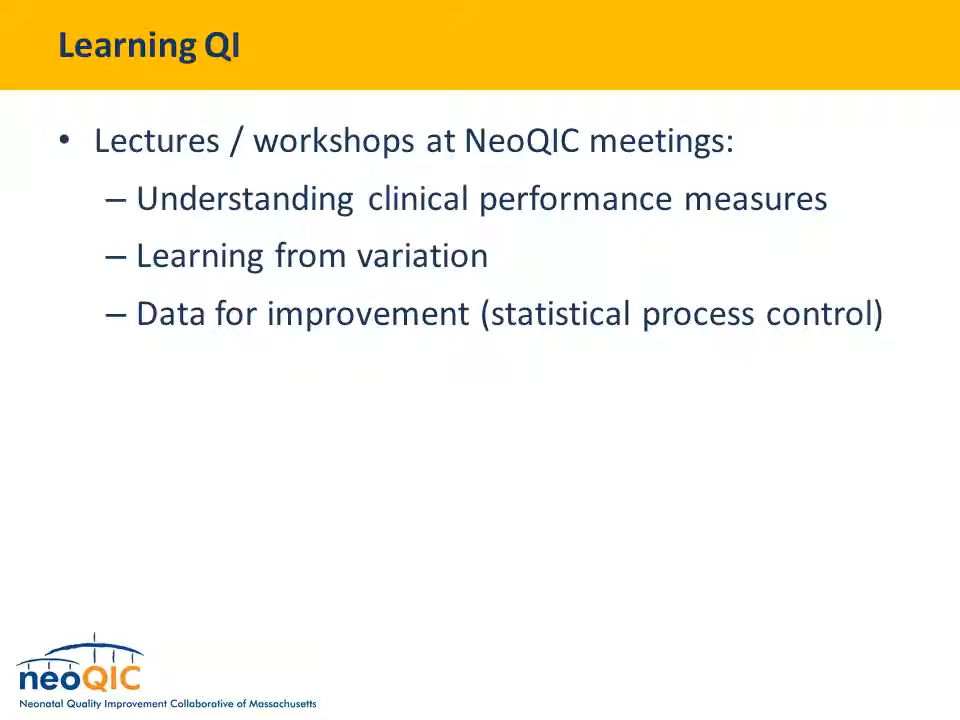 Learning QI
• Lectures / workshops at NeoQIC meetings:
– Understanding clinical performance measures
– Learning from variation
– Data for improvement (statistical process control)
neoQIC
Neonatal Quality Improvement Collaborative of Massachusetts